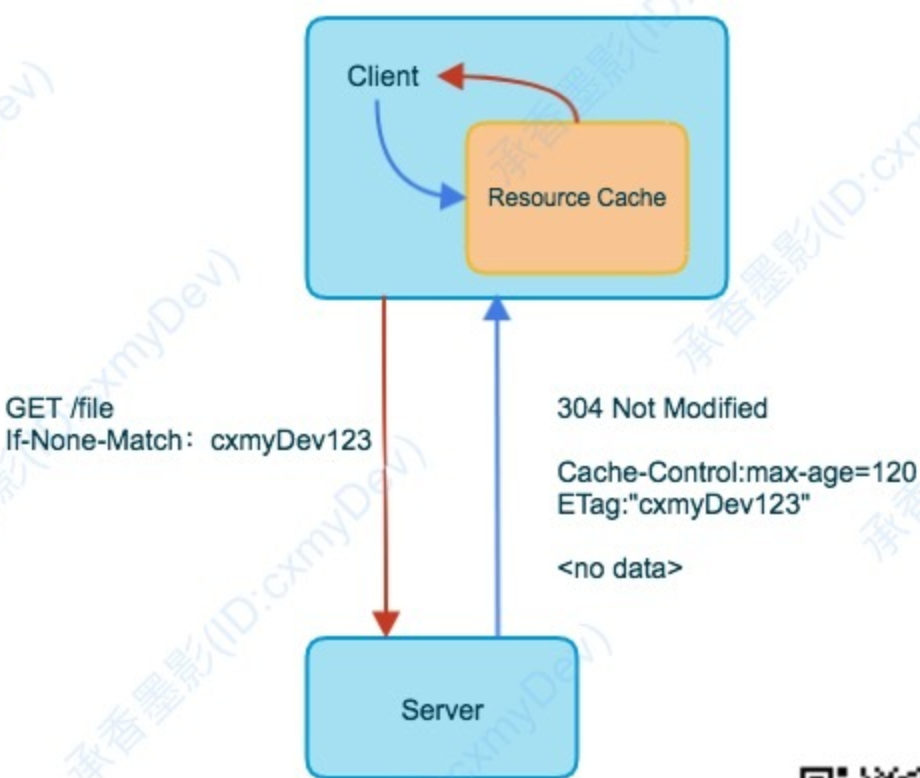 Client
Resource Cache
GET /file
If-None-Match: cxmyDev123
304 Not Modified
Cache-Control:max-age=120
ETag:"cxmyDev123"
<no data>
Server
承香墨影(ID:cxmyDev)